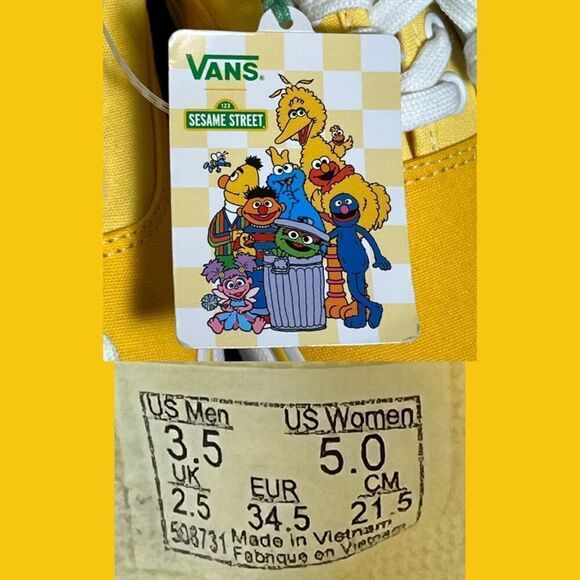 VANS®
123
SESAME STREET
US Men US Women
3.5 5.0
UK EUR CM
2.5 34.5 21.5
508731 Made in Vietnam
Fabriqué en Vietnam